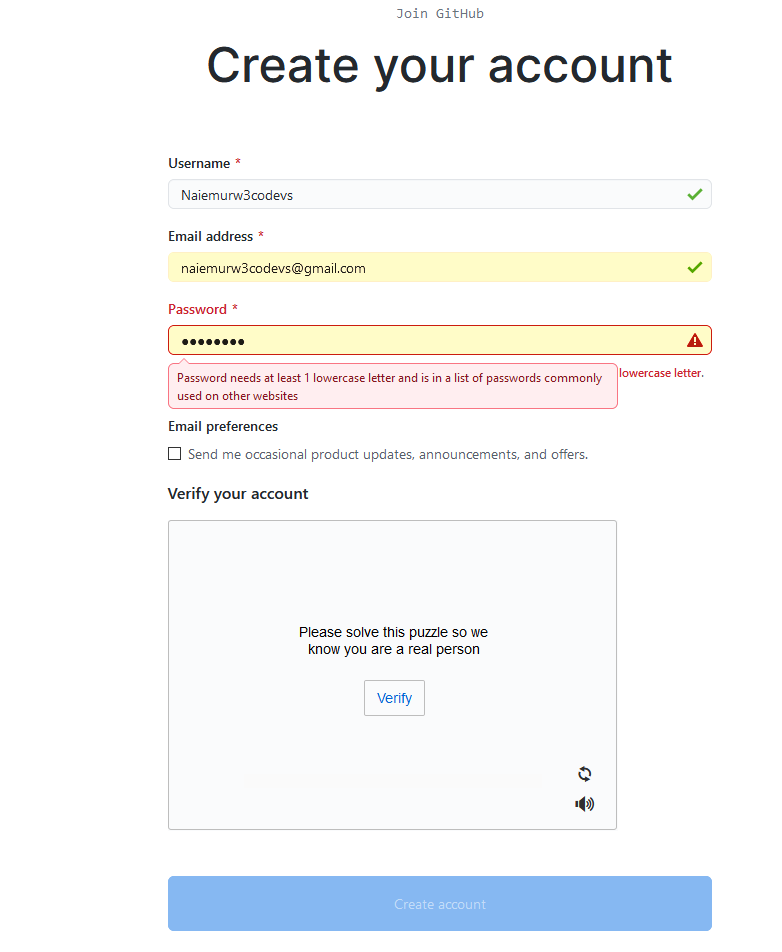 Join GitHub
Create your account
Username *
Naiemurw3codevs
Email address *
naiemurw3codevs@gmail.com
Password *
••••••••
Password needs at least 1 lowercase letter and is in a list of passwords commonly
used on other websites
lowercase letter.
Email preferences
Send me occasional product updates, announcements, and offers.
Verify your account
Please solve this puzzle so we
know you are a real person
Verify
Create account